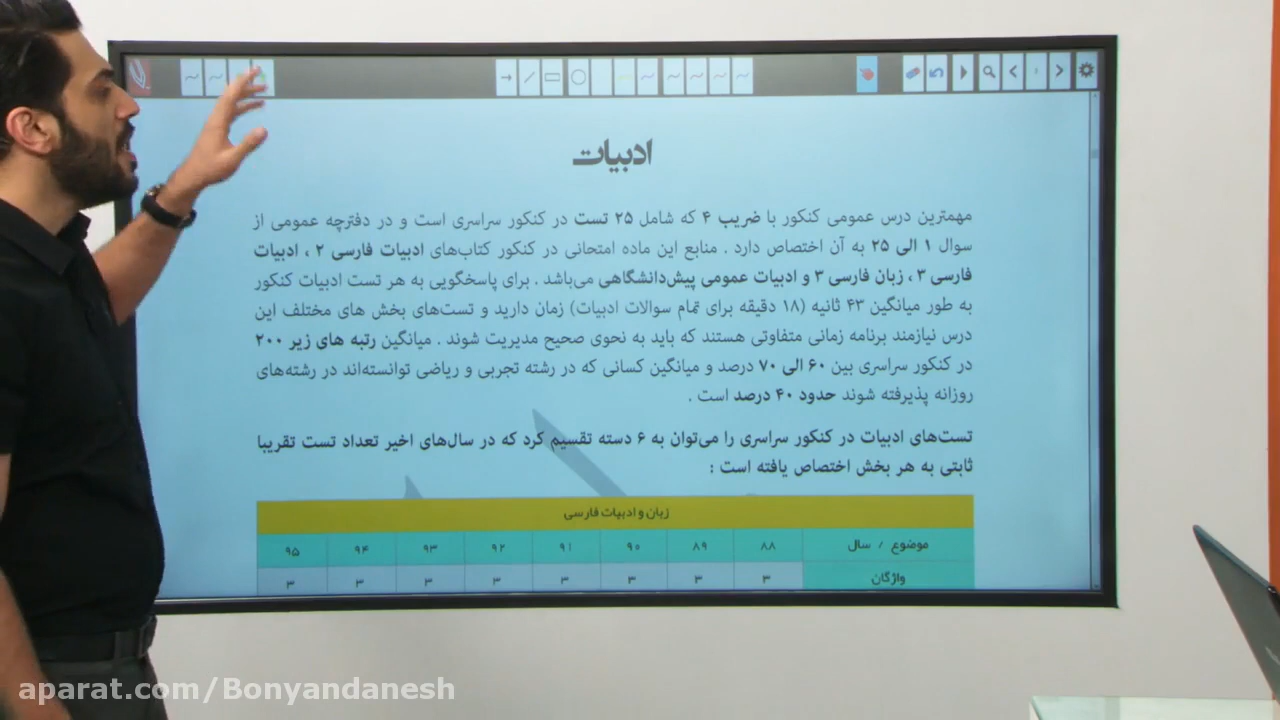 ادبیات
مهمترین درس عمومی کنکور با ضریب ۴ که شامل ۲۵ تست در کنکور سراسری است و در دفترچه عمومی از
سوال ۱ الی ۲۵ به آن اختصاص دارد . منابع این ماده امتحانی در کنکور کتاب‌های ادبیات فارسی ۲ ، ادبیات
فارسی ۳ ، زبان فارسی ۳ و ادبیات عمومی پیش‌دانشگاهی می‌باشد . برای پاسخگویی به هر تست ادبیات کنکور
به طور میانگین ۴۳ ثانیه (۱۸ دقیقه برای تمام سوالات ادبیات) زمان دارید و تست‌های بخش های مختلف این
درس نیازمند برنامه زمانی متفاوتی هستند که باید به نحوی صحیح مدیریت شوند . میانگین رتبه های زیر ۲۰۰
در کنکور سراسری بین ۶۰ الی ۷۰ درصد و میانگین کسانی که در رشته تجربی و ریاضی توانسته‌اند در رشته‌های
روزانه پذیرفته شوند حدود ۴۰ درصد است .
تست‌های ادبیات در کنکور سراسری را می‌توان به ۶ دسته تقسیم کرد که در سال‌های اخیر تعداد تست تقریبا
ثابتی به هر بخش اختصاص یافته است :
زبان و ادبیات فارسی
موضوع / سال ۸۸ ۸۹ ۹۰ ۹۱ ۹۲ ۹۳ ۹۴ ۹۵
واژگان ۳ ۳ ۳ ۳ ۳ ۳ ۳ ۳
aparat.com/Bonyandanesh